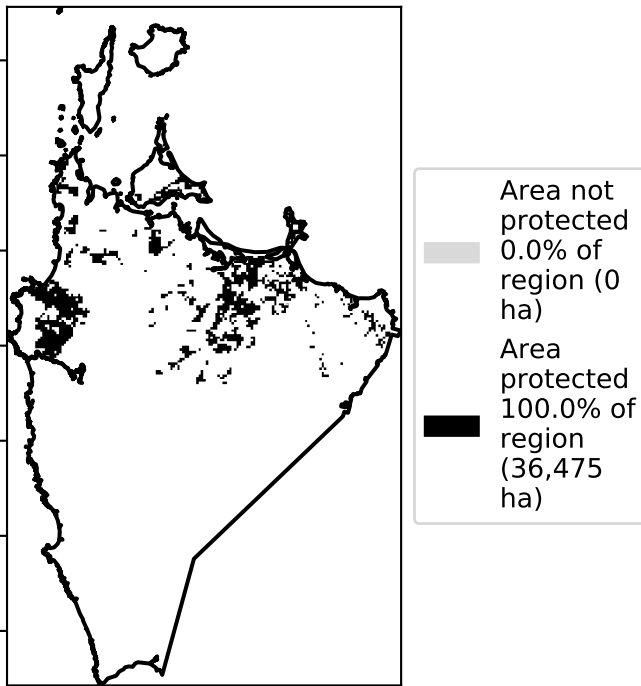 Area not
protected
0.0% of
region (0
ha)
Area
protected
100.0% of
region
(36,475
ha)